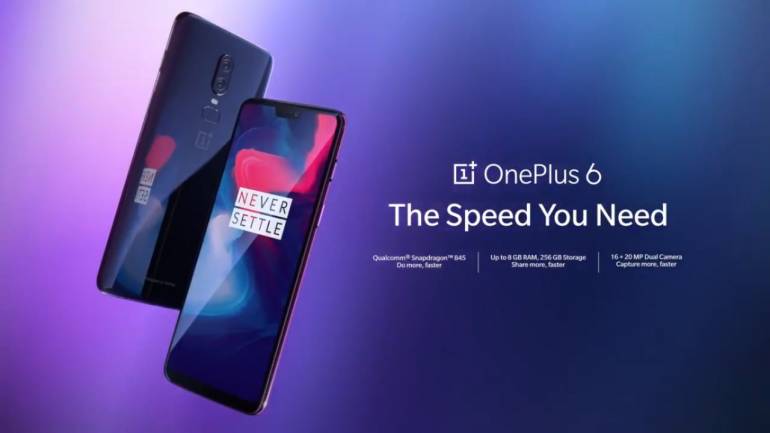 NEVER
SETTLE
OnePlus 6
The Speed You Need
Qualcomm® Snapdragon™ 845
Do more, faster
Up to 8 GB RAM, 256 GB Storage
Share more, faster
16 + 20 MP Dual Camera
Capture more, faster